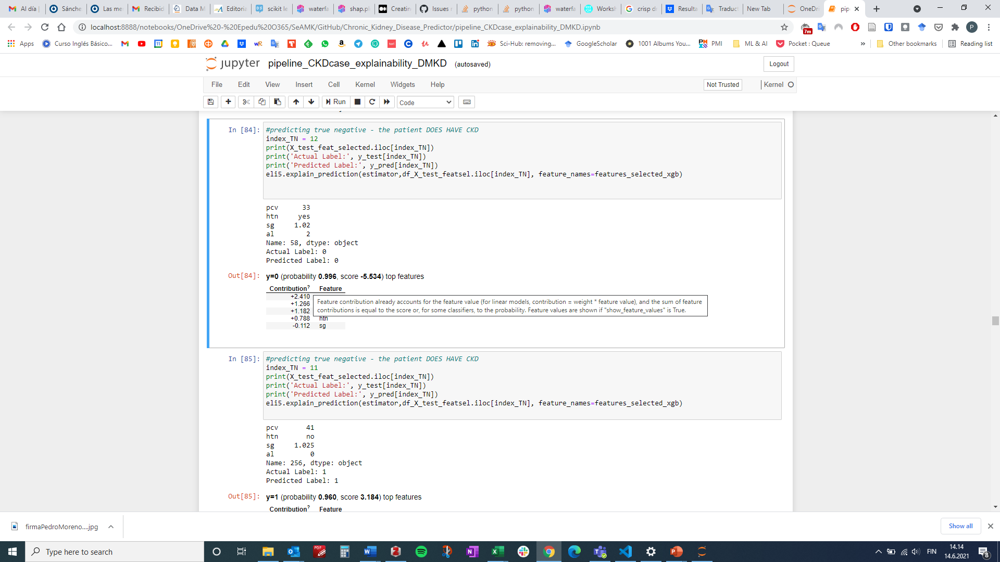 Al día |
Sánche
Las me
Recibid
Data M
Editoria
scikit le
waterfa
shap.pl
Creatin
Issues
python
python
waterfa
Worksh
crisp d
Resulta
Traduct
New Tab
OneDri
pip
localhost:8888/notebooks/OneDrive%20-%20Epedu%20O365/SeAMK/GitHub/Chronic_Kidney_Disease_Predictor/pipeline_CKDcase_explainability_DMKD.ipynb
7m
P
Apps
Curso Inglés Básico...
Sci-Hub: removing...
GoogleScholar
1001 Albums You...
PMI
ML & AI
Pocket : Queue
»
Other bookmarks
Reading list
jupyter pipeline_CKDcase_explainability_DMKD (autosaved)
Logout
File Edit View Insert Cell Kernel Widgets Help
Not Trusted
Kernel
Run
Code
In [84]:
#predicting true negative - the patient DOES HAVE CKD
index_TN = 12
print(X_test_feat_selected.iloc[index_TN])
print('Actual Label:', y_test[index_TN])
print('Predicted Label:', y_pred[index_TN])
eli5.explain_prediction(estimator,df_X_test_featsel.iloc[index_TN], feature_names=features_selected_xgb)
pcv 33
htn yes
sg 1.02
al 2
Name: 58, dtype: object
Actual Label: 0
Predicted Label: 0
Out[84]:
y=0 (probability 0.996, score -5.534) top features
Contribution? Feature
+2.410
+1.266
+1.182
Feature contribution already accounts for the feature value (for linear models, contribution = weight * feature value), and the sum of feature
contributions is equal to the score or, for some classifiers, to the probability. Feature values are shown if "show_feature_values" is True.
+0.788 htn
-0.112 sg
In [85]:
#predicting true negative - the patient DOES HAVE CKD
index_TN = 11
print(X_test_feat_selected.iloc[index_TN])
print('Actual Label:', y_test[index_TN])
print('Predicted Label:', y_pred[index_TN])
eli5.explain_prediction(estimator,df_X_test_featsel.iloc[index_TN], feature_names=features_selected_xgb)
pcv 41
htn no
sg 1.025
al 0
Name: 256, dtype: object
Actual Label: 1
Predicted Label: 1
Out[85]:
y=1 (probability 0.960, score 3.184) top features
Contribution? Feature
firmaPedroMoreno....jpg
Show all
Type here to search
FIN
14.14
14.6.2021
8